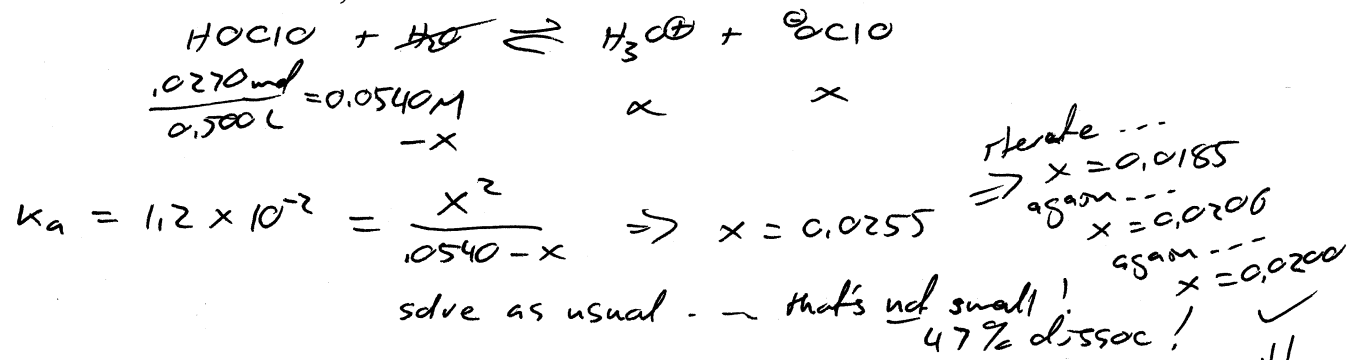 HOClO + H2O ⇌ H3O⊕ + ⊖OClO
.0270 mol / 0.500 L = 0.0540 M x x
-x
Ka = 1.2 x 10^-2 = x^2 / .0540 - x => x = 0.0255 => iterate ... x = 0.0185
again ... x = 0.0206
again ... x = 0.0200 ✓
solve as usual - ~ that's not small!
47% dissoc!